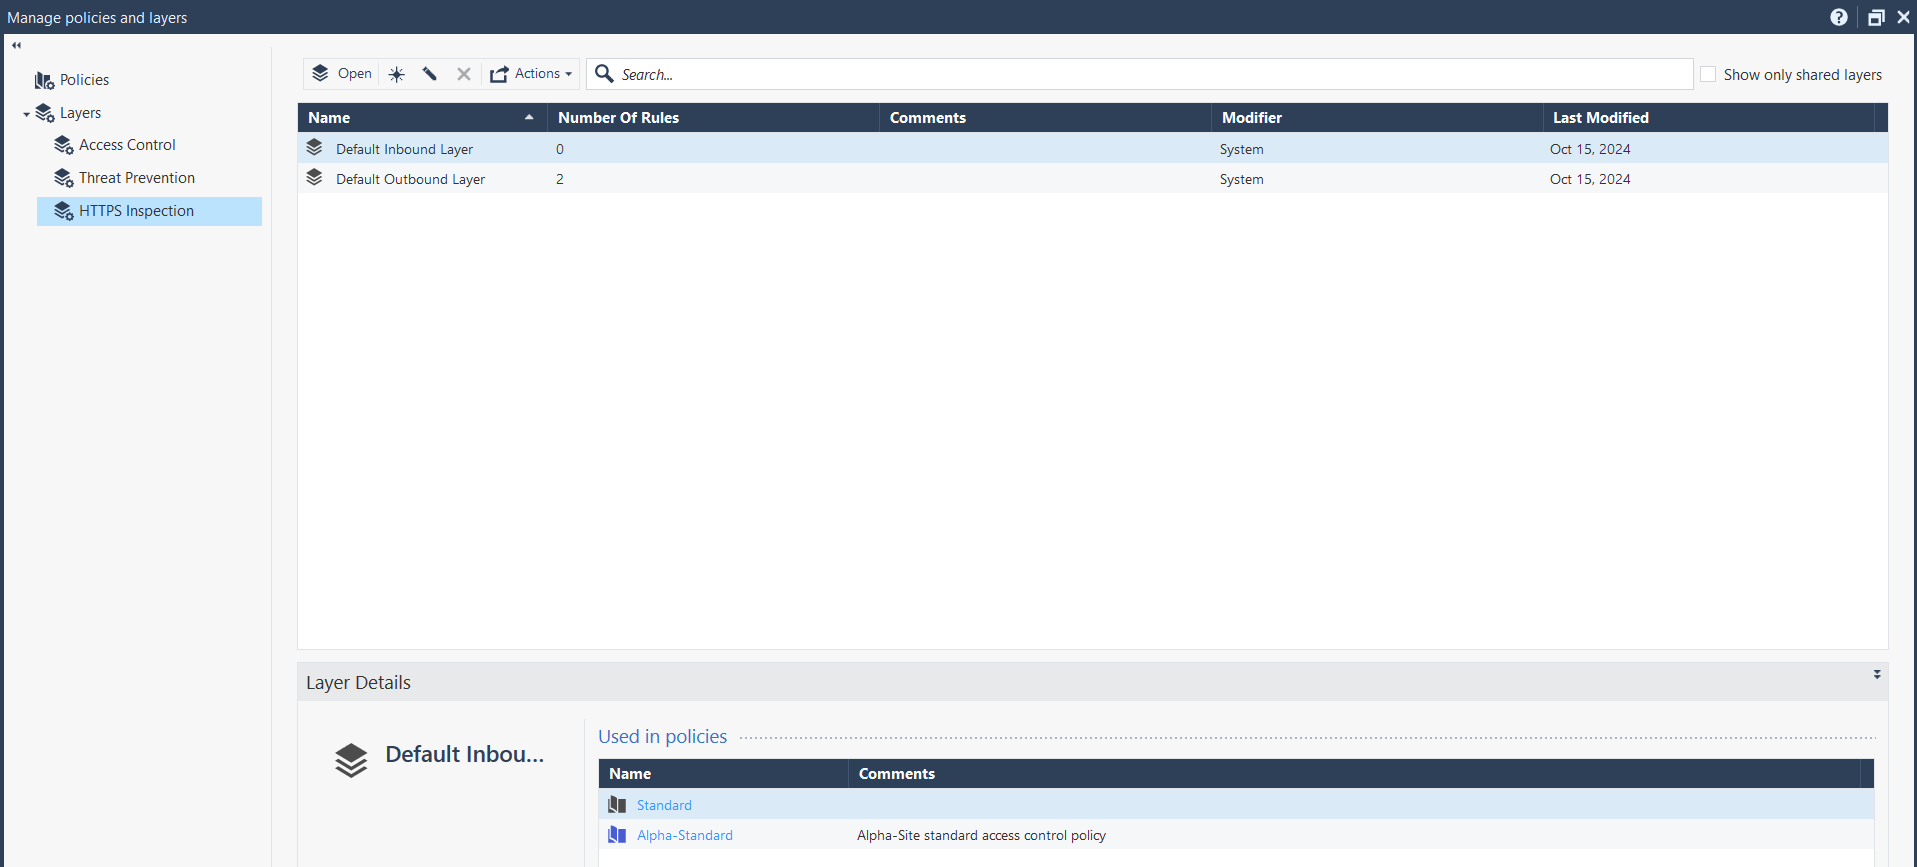 Manage policies and layers
Policies
Layers
Access Control
Threat Prevention
HTTPS Inspection
Open
Actions
Search...
Show only shared layers
Name Number Of Rules Comments Modifier Last Modified
Default Inbound Layer 0 System Oct 15, 2024
Default Outbound Layer 2 System Oct 15, 2024
Layer Details
Default Inbou...
Used in policies
Name Comments
Standard
Alpha-Standard Alpha-Site standard access control policy